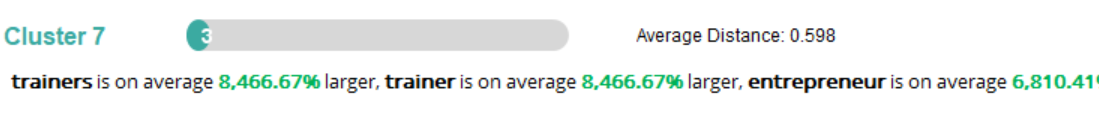 Cluster 7 3 Average Distance: 0.598
trainers is on average 8,466.67% larger, trainer is on average 8,466.67% larger, entrepreneur is on average 6,810.41